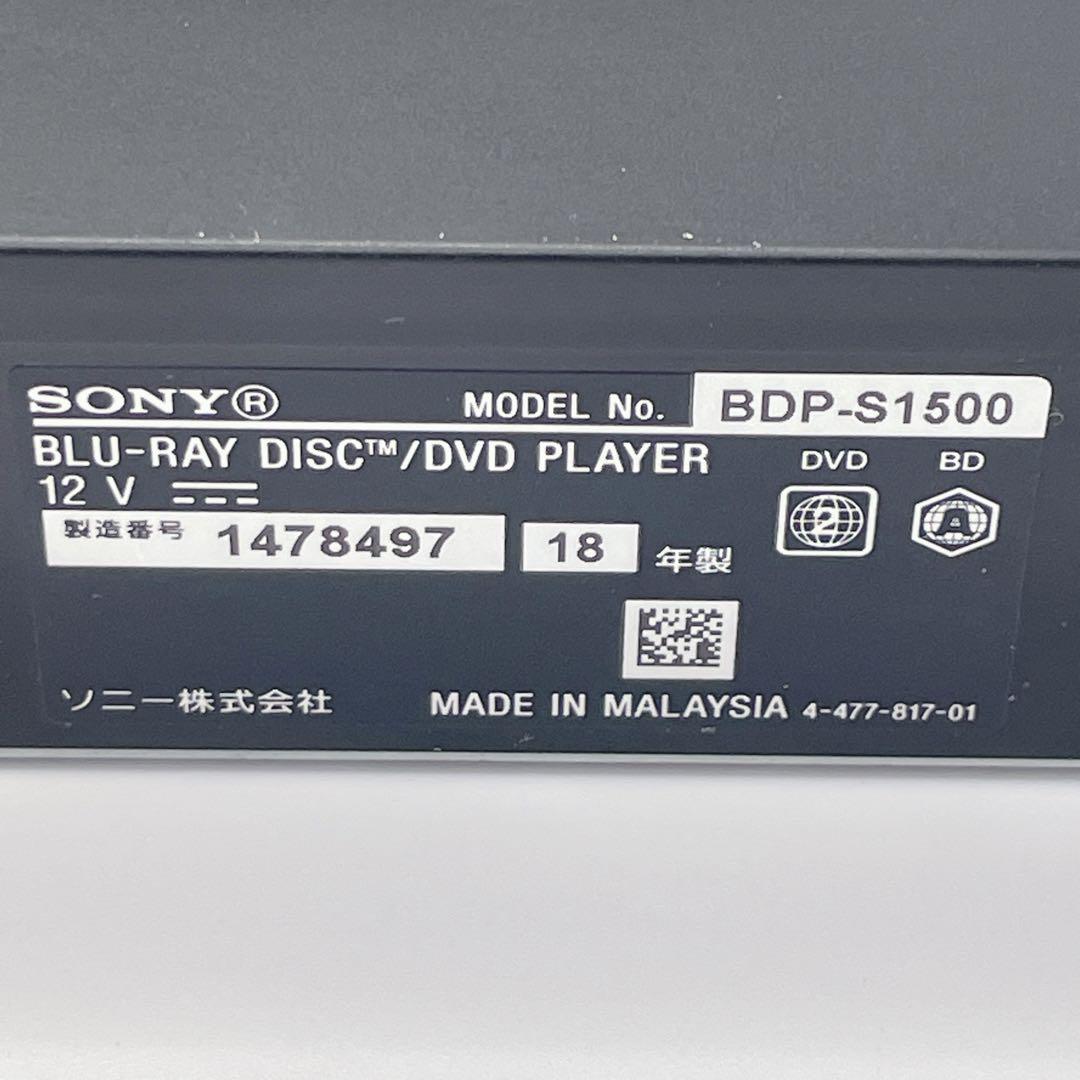 SONY® MODEL No. BDP-S1500
BLU-RAY DISC™/DVD PLAYER DVD BD
12 V
2 A
製造番号 1478497 18 年製
ソニー株式会社 MADE IN MALAYSIA 4-477-817-01